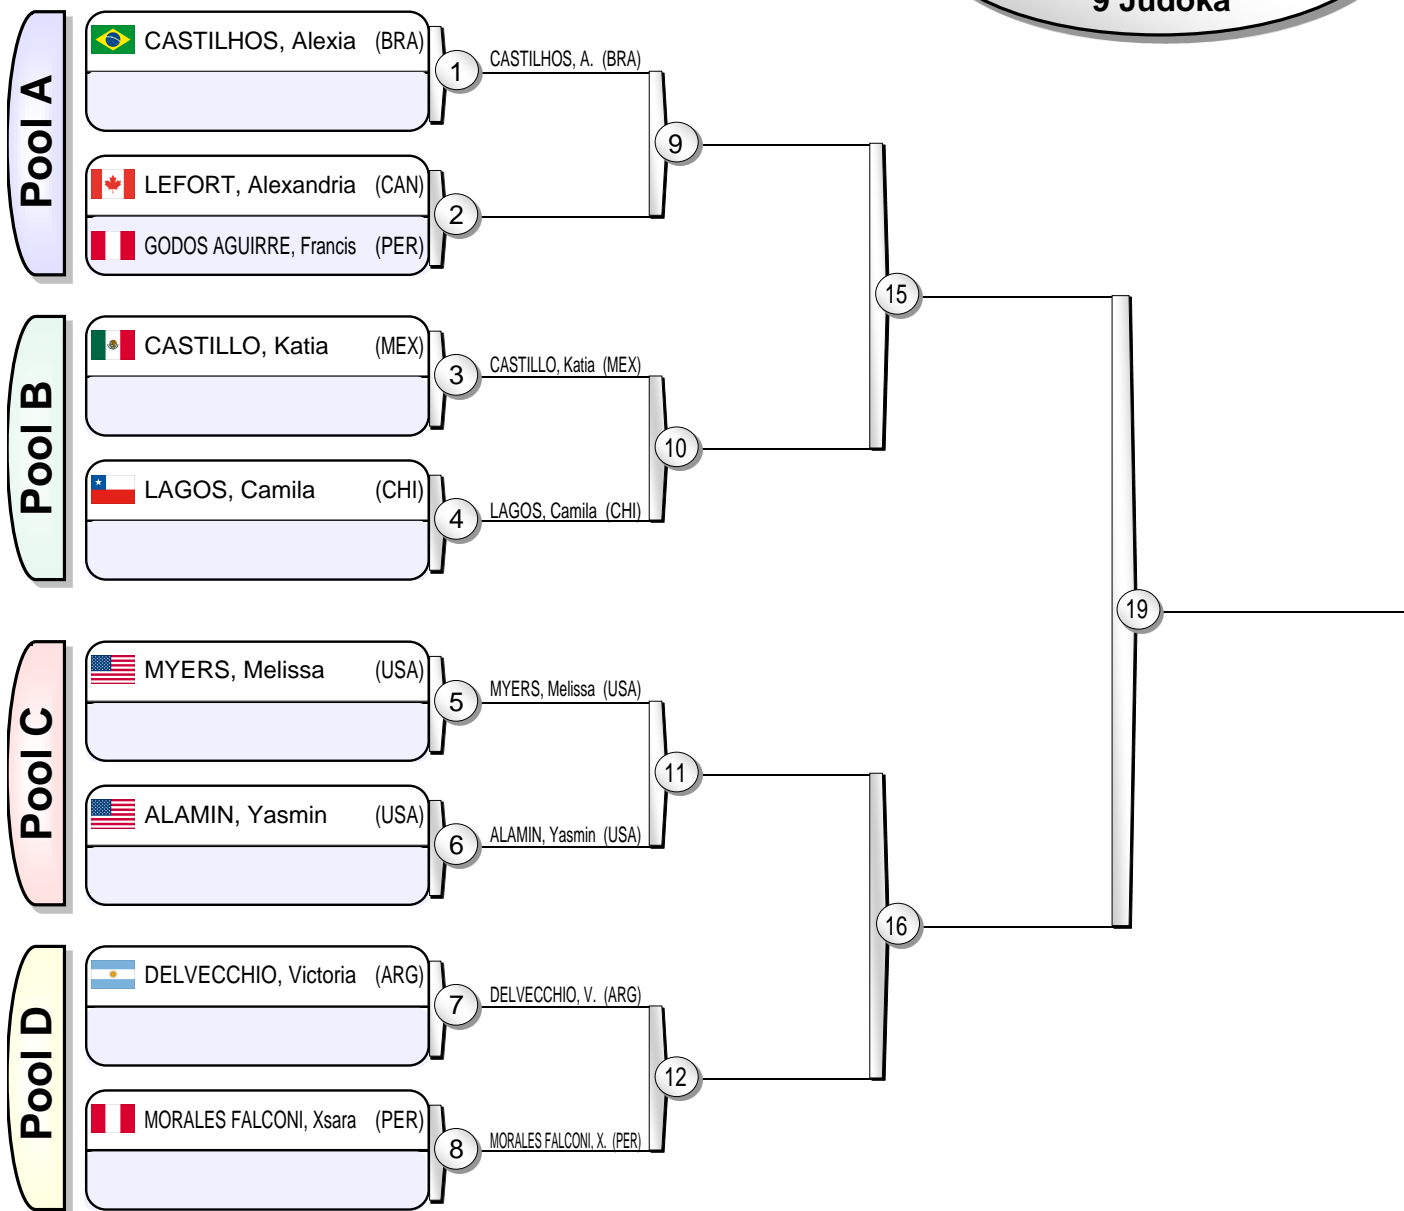 9 Judoka
Pool A
CASTILHOS, Alexia (BRA)
1
CASTILHOS, A. (BRA)
9
LEFORT, Alexandria (CAN)
2
GODOS AGUIRRE, Francis (PER)
15
Pool B
CASTILLO, Katia (MEX)
3
CASTILLO, Katia (MEX)
10
LAGOS, Camila (CHI)
4
LAGOS, Camila (CHI)
19
Pool C
MYERS, Melissa (USA)
5
MYERS, Melissa (USA)
11
ALAMIN, Yasmin (USA)
6
ALAMIN, Yasmin (USA)
16
Pool D
DELVECCHIO, Victoria (ARG)
7
DELVECCHIO, V. (ARG)
12
MORALES FALCONI, Xsara (PER)
8
MORALES FALCONI, X. (PER)